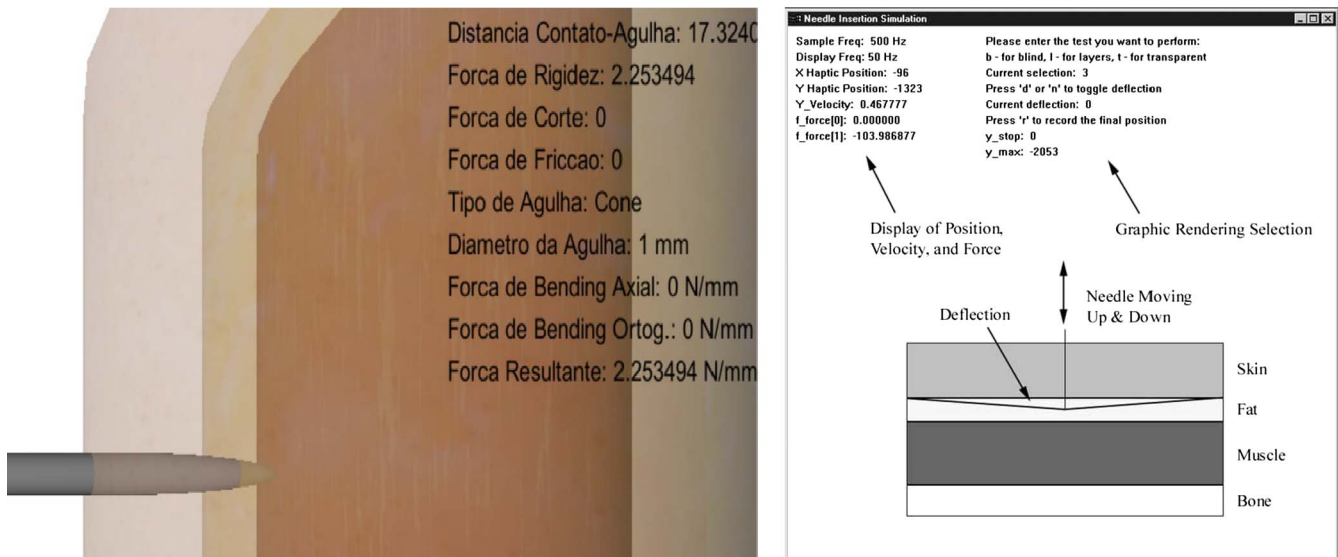 Distancia Contato-Agulha: 17.3240
Forca de Rigidez: 2.253494
Forca de Corte: 0
Forca de Friccao: 0
Tipo de Agulha: Cone
Diametro da Agulha: 1 mm
Forca de Bending Axial: 0 N/mm
Forca de Bending Ortog.: 0 N/mm
Forca Resultante: 2.253494 N/mm
Needle Insertion Simulation
Sample Freq: 500 Hz
Display Freq: 50 Hz
X Haptic Position: -96
Y Haptic Position: -1323
Y_Velocity: 0.467777
f_force[0]: 0.000000
f_force[1]: -103.986877
Please enter the test you want to perform:
b - for blind, l - for layers, t - for transparent
Current selection: 3
Press 'd' or 'n' to toggle deflection
Current deflection: 0
Press 'r' to record the final position
y_stop: 0
y_max: -2053
Display of Position,
Velocity, and Force
Graphic Rendering Selection
Needle Moving
Up & Down
Deflection
Skin
Fat
Muscle
Bone